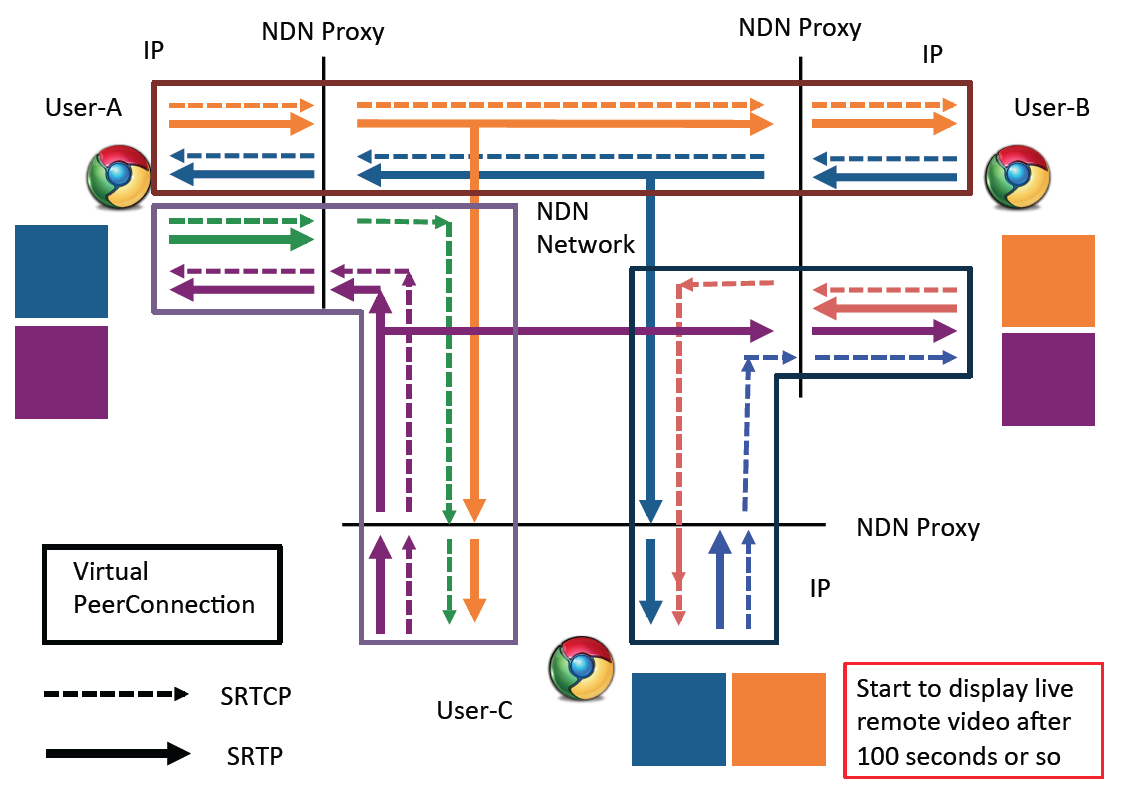 NDN Proxy
NDN Proxy
IP
IP
User-A
User-B
NDN
Network
NDN Proxy
Virtual
PeerConnection
IP
SRTCP
User-C
SRTP
Start to display live
remote video after
100 seconds or so